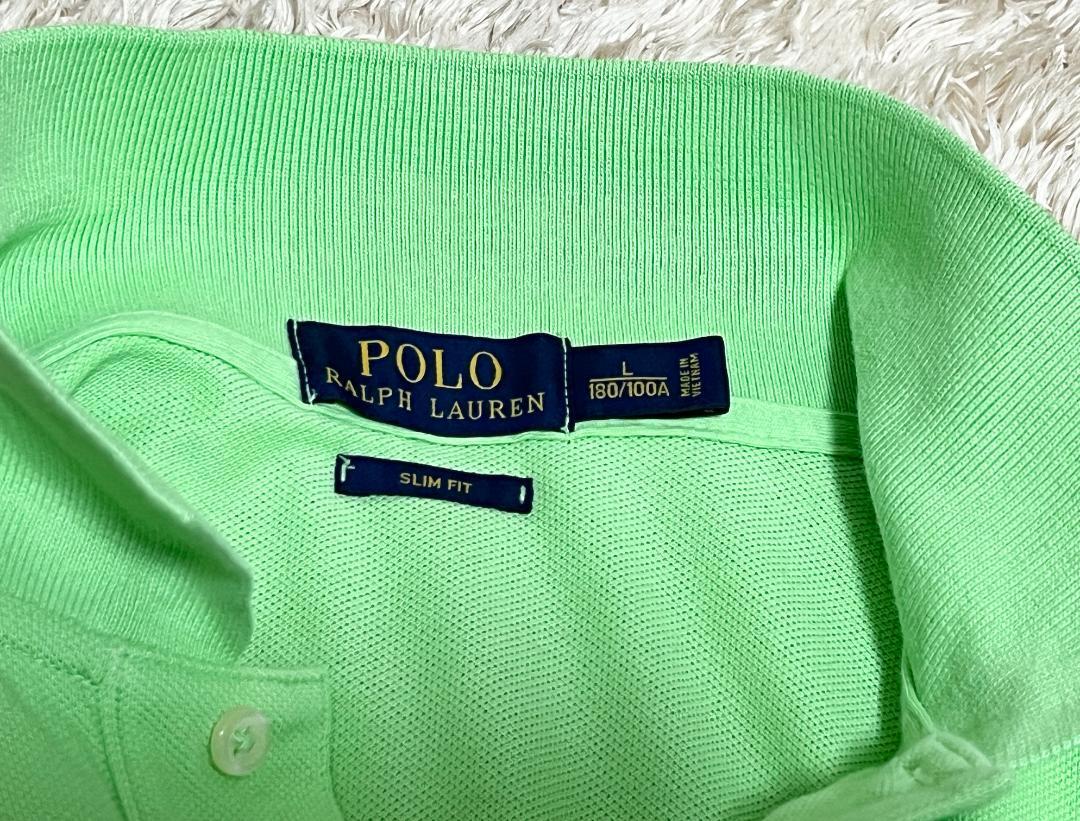 POLO
RALPH LAUREN
L
180/100A
MADE IN
VIETNAM
SLIM FIT